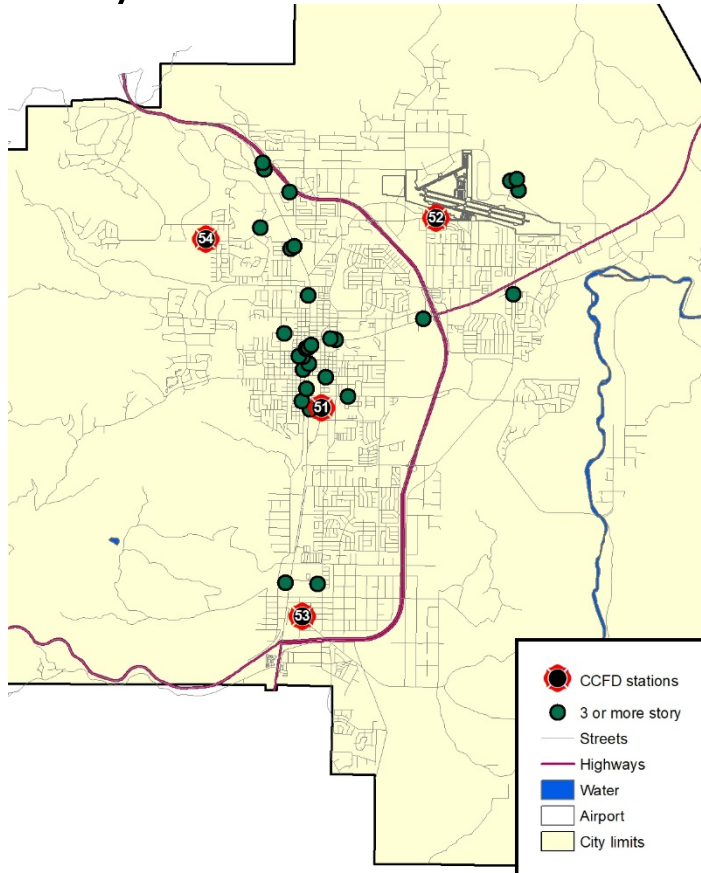 52
54
51
53
CCFD stations
3 or more story
Streets
Highways
Water
Airport
City limits